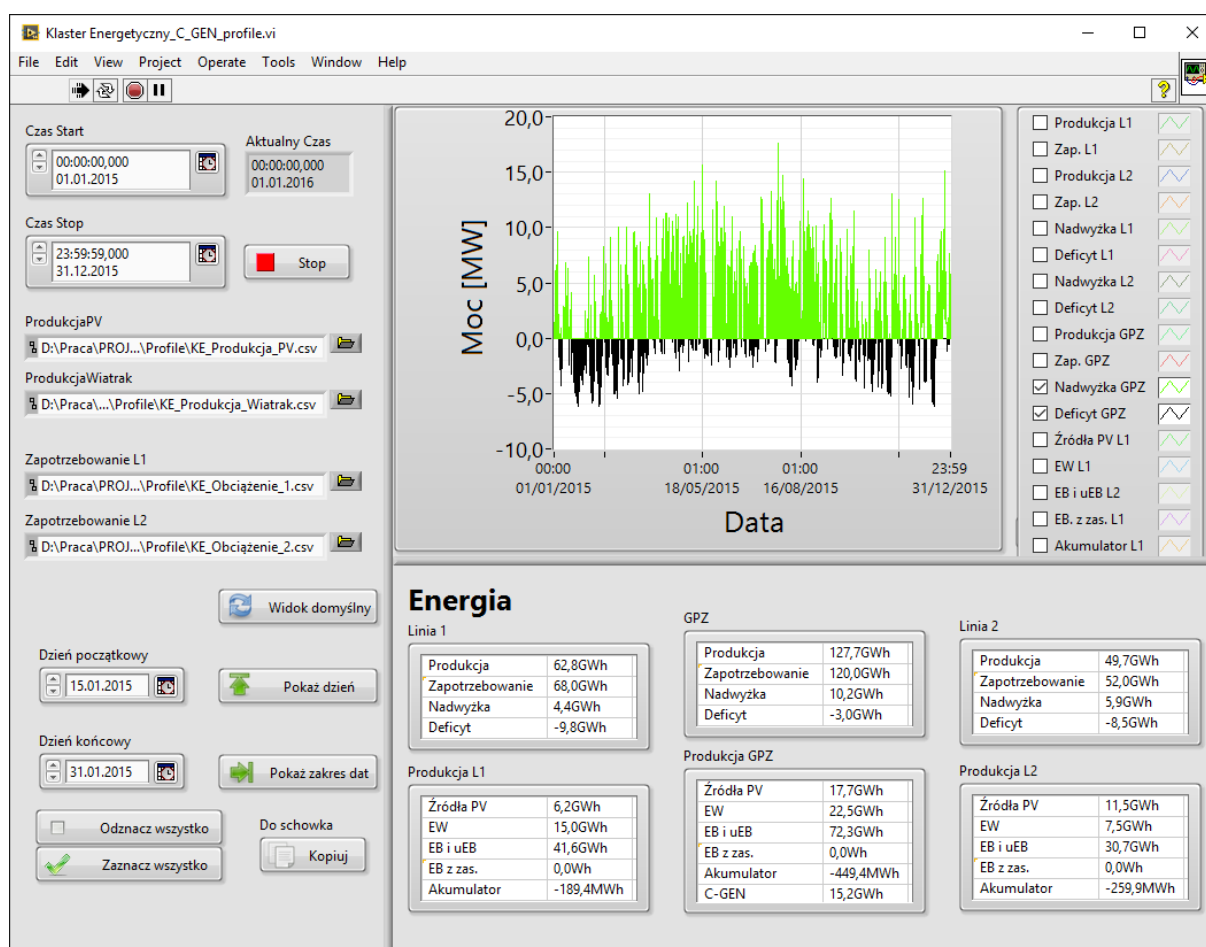 Klaster Energetyczny_C_GEN_profile.vi
File Edit View Project Operate Tools Window Help
Czas Start
00:00:00,000
01.01.2015
Aktualny Czas
00:00:00,000
01.01.2016
Czas Stop
23:59:59,000
31.12.2015
Stop
ProdukcjaPV
D:\Praca\PROJ...\Profile\KE_Produkcja_PV.csv
ProdukcjaWiatrak
D:\Praca\...\Profile\KE_Produkcja_Wiatrak.csv
Zapotrzebowanie L1
D:\Praca\PROJ...\Profile\KE_Obciążenie_1.csv
Zapotrzebowanie L2
D:\Praca\PROJ...\Profile\KE_Obciążenie_2.csv
Widok domyślny
Dzień początkowy
15.01.2015
Pokaż dzień
Dzień końcowy
31.01.2015
Pokaż zakres dat
Odznacz wszystko
Zaznacz wszystko
Do schowka
Kopiuj
Moc [MW]
20,0
15,0
10,0
5,0
0,0
-5,0
-10,0
00:00 01:00 01:00 23:59
01/01/2015 18/05/2015 16/08/2015 31/12/2015
Data
Produkcja L1
Zap. L1
Produkcja L2
Zap. L2
Nadwyżka L1
Deficyt L1
Nadwyżka L2
Deficyt L2
Produkcja GPZ
Zap. GPZ
Nadwyżka GPZ
Deficyt GPZ
Źródła PV L1
EW L1
EB i uEB L2
EB. z zas. L1
Akumulator L1
Energia
Linia 1
Produkcja 62,8GWh
Zapotrzebowanie 68,0GWh
Nadwyżka 4,4GWh
Deficyt -9,8GWh
GPZ
Produkcja 127,7GWh
Zapotrzebowanie 120,0GWh
Nadwyżka 10,2GWh
Deficyt -3,0GWh
Linia 2
Produkcja 49,7GWh
Zapotrzebowanie 52,0GWh
Nadwyżka 5,9GWh
Deficyt -8,5GWh
Produkcja L1
Źródła PV 6,2GWh
EW 15,0GWh
EB i uEB 41,6GWh
EB z zas. 0,0Wh
Akumulator -189,4MWh
Produkcja GPZ
Źródła PV 17,7GWh
EW 22,5GWh
EB i uEB 72,3GWh
EB z zas. 0,0Wh
Akumulator -449,4MWh
C-GEN 15,2GWh
Produkcja L2
Źródła PV 11,5GWh
EW 7,5GWh
EB i uEB 30,7GWh
EB z zas. 0,0Wh
Akumulator -259,9MWh